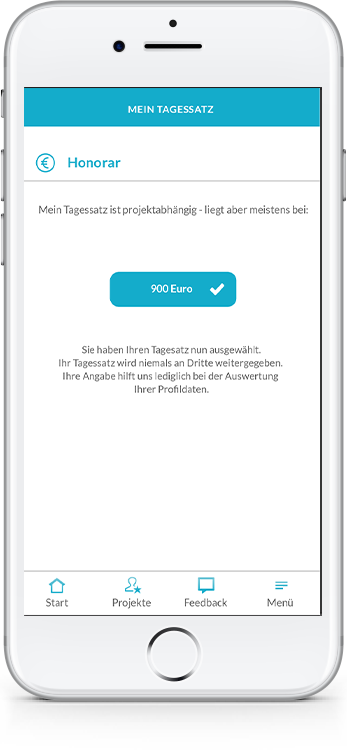 MEIN TAGESSATZ
€ Honorar
Mein Tagessatz ist projektabhängig - liegt aber meistens bei:
900 Euro
Sie haben Ihren Tagesatz nun ausgewählt.
Ihr Tagessatz wird niemals an Dritte weitergegeben.
Ihre Angabe hilft uns lediglich bei der Auswertung
Ihrer Profildaten.
Start Projekte Feedback Menü